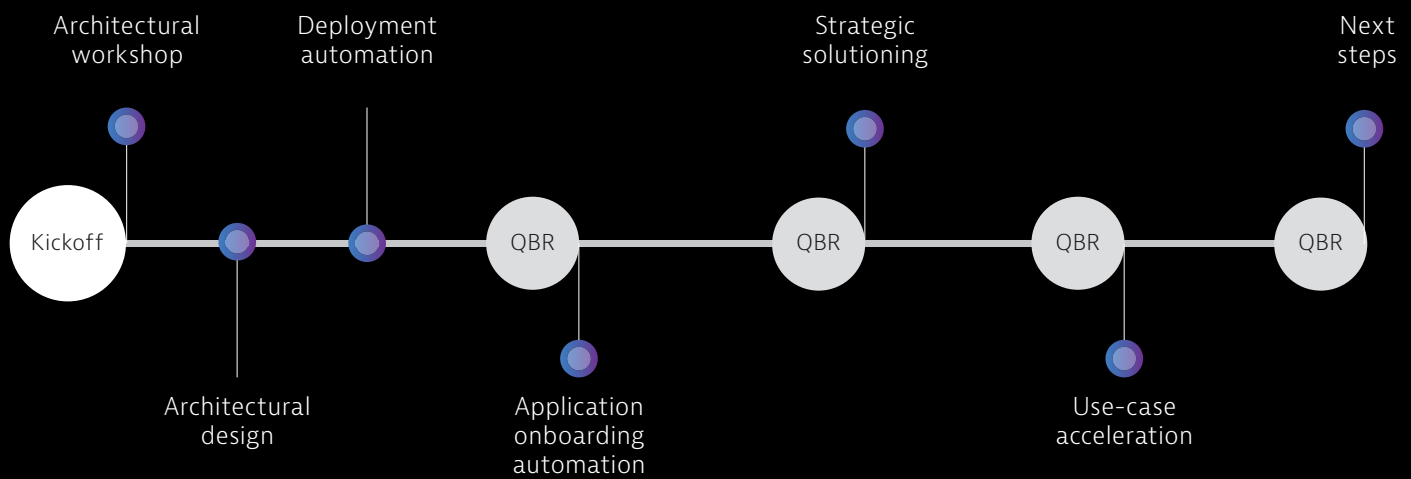 Architectural
workshop
Deployment
automation
Strategic
solutioning
Next
steps
Kickoff
QBR
QBR
QBR
QBR
Architectural
design
Application
onboarding
automation
Use-case
acceleration